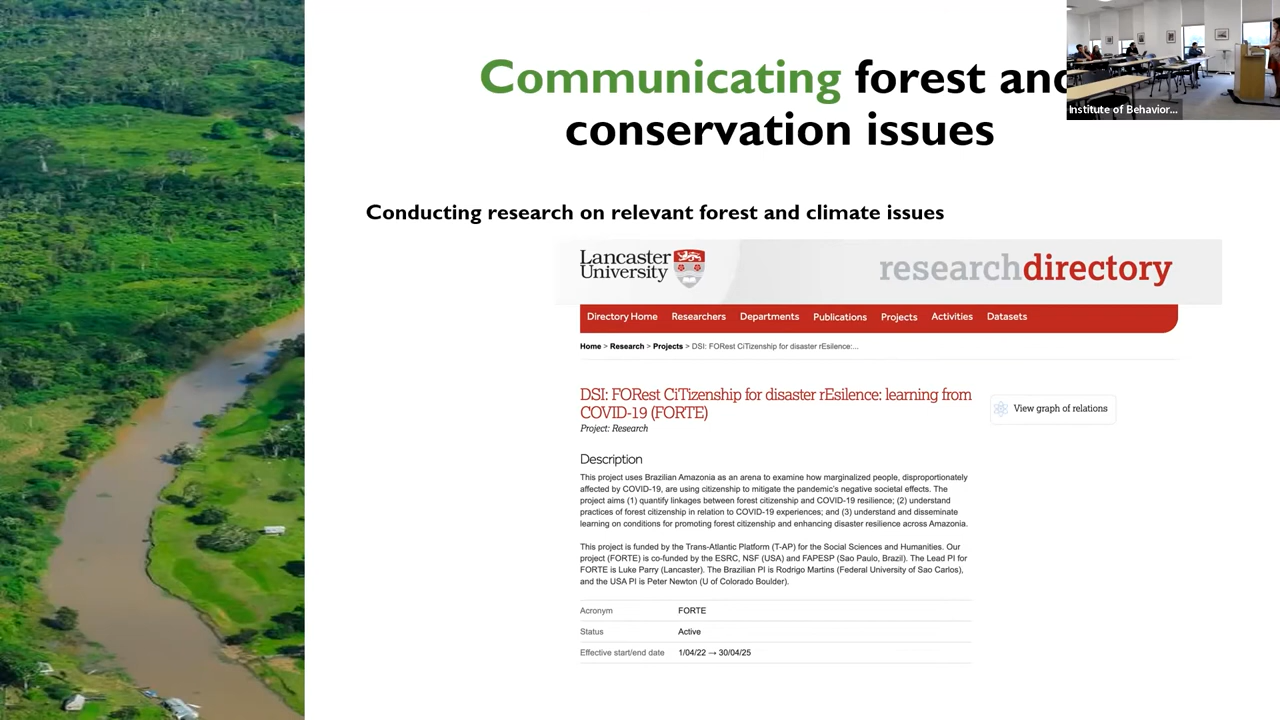 Communicating forest and
conservation issues
Institute of Behavior...
Conducting research on relevant forest and climate issues
Lancaster
University
researchdirectory
Directory Home Researchers Departments Publications Projects Activities Datasets
Home > Research > Projects > DSI: FORest CiTizenship for disaster rEsilence:...
DSI: FORest CiTizenship for disaster rEsilence: learning from
COVID-19 (FORTE)
Project: Research
View graph of relations
Description
This project uses Brazilian Amazonia as an arena to examine how marginalized people, disproportionately
affected by COVID-19, are using citizenship to mitigate the pandemic's negative societal effects. The
project aims (1) quantify linkages between forest citizenship and COVID-19 resilience; (2) understand
practices of forest citizenship in relation to COVID-19 experiences; and (3) understand and disseminate
learning on conditions for promoting forest citizenship and enhancing disaster resilience across Amazonia.
This project is funded by the Trans-Atlantic Platform (T-AP) for the Social Sciences and Humanities. Our
project (FORTE) is co-funded by the ESRC, NSF (USA) and FAPESP (Sao Paulo, Brazil). The Lead PI for
FORTE is Luke Parry (Lancaster). The Brazilian PI is Rodrigo Martins (Federal University of Sao Carlos),
and the USA PI is Peter Newton (U of Colorado Boulder).
Acronym FORTE
Status Active
Effective start/end date 1/04/22 → 30/04/25